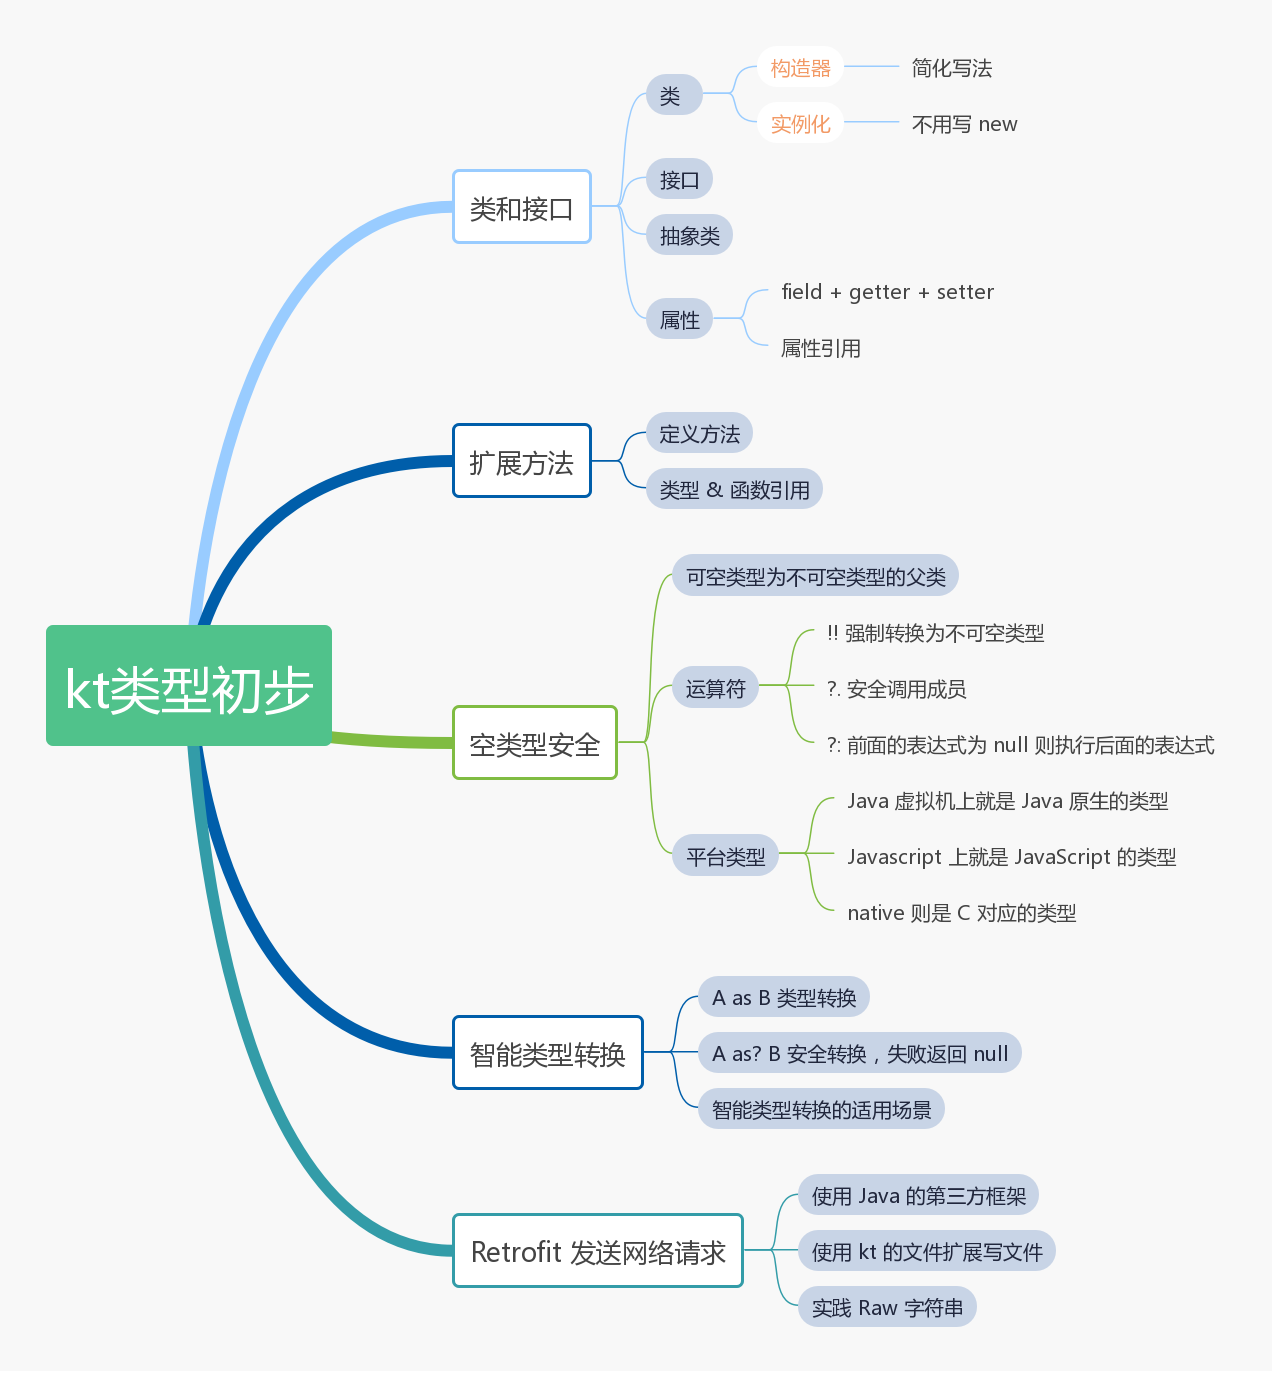 kt类型初步
类和接口
类
构造器
简化写法
实例化
不用写 new
接口
抽象类
属性
field + getter + setter
属性引用
扩展方法
定义方法
类型 & 函数引用
空类型安全
可空类型为不可空类型的父类
运算符
!! 强制转换为不可空类型
?. 安全调用成员
?: 前面的表达式为 null 则执行后面的表达式
平台类型
Java 虚拟机上就是 Java 原生的类型
Javascript 上就是 JavaScript 的类型
native 则是 C 对应的类型
智能类型转换
A as B 类型转换
A as? B 安全转换，失败返回 null
智能类型转换的适用场景
Retrofit 发送网络请求
使用 Java 的第三方框架
使用 kt 的文件扩展写文件
实践 Raw 字符串